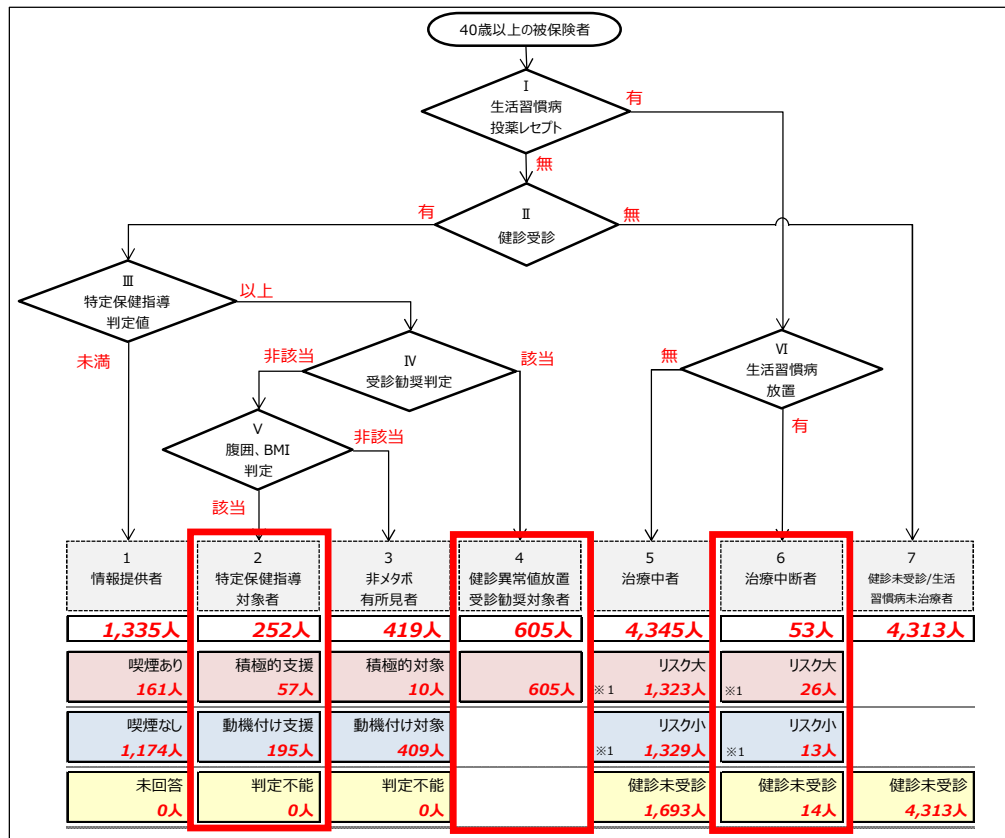 40歳以上の被保険者
Ⅰ
生活習慣病
投薬レセプト
有
無
Ⅱ
健診受診
有
無
Ⅲ
特定保健指導
判定値
以上
未満
Ⅳ
受診勧奨判定
非該当
該当
Ⅵ
生活習慣病
放置
無
有
Ⅴ
腹囲、BMI
判定
非該当
該当
1
情報提供者
2
特定保健指導
対象者
3
非メタボ
有所見者
4
健診異常値放置
受診勧奨対象者
5
治療中者
6
治療中断者
7
健診未受診/生活
習慣病未治療者
1,335人
252人
419人
605人
4,345人
53人
4,313人
喫煙あり
161人
積極的支援
57人
積極的対象
10人
605人
リスク大
※1 1,323人
リスク大
※1 26人
喫煙なし
1,174人
動機付け支援
195人
動機付け対象
409人
リスク小
※1 1,329人
リスク小
※1 13人
未回答
0人
判定不能
0人
判定不能
0人
健診未受診
1,693人
健診未受診
14人
健診未受診
4,313人